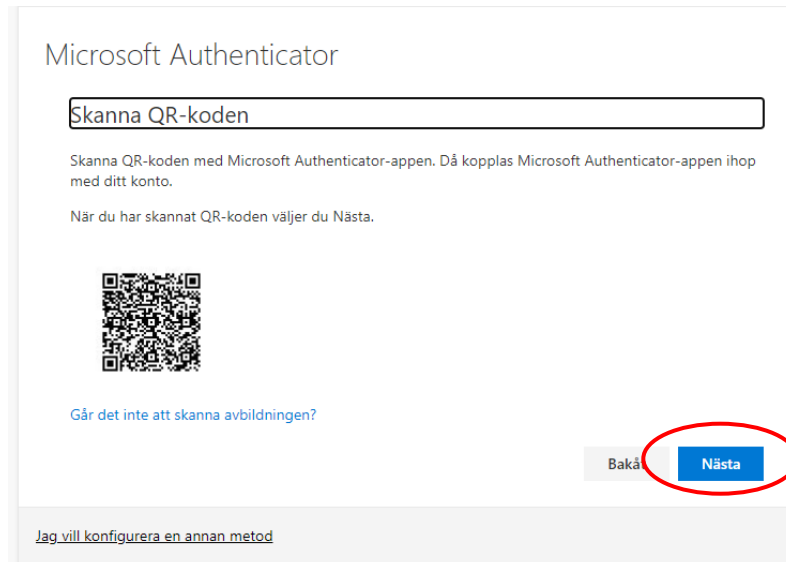 Microsoft Authenticator
Skanna QR-koden
Skanna QR-koden med Microsoft Authenticator-appen. Då kopplas Microsoft Authenticator-appen ihop
med ditt konto.
När du har skannat QR-koden väljer du Nästa.
Går det inte att skanna avbildningen?
Bakåt Nästa
Jag vill konfigurera en annan metod